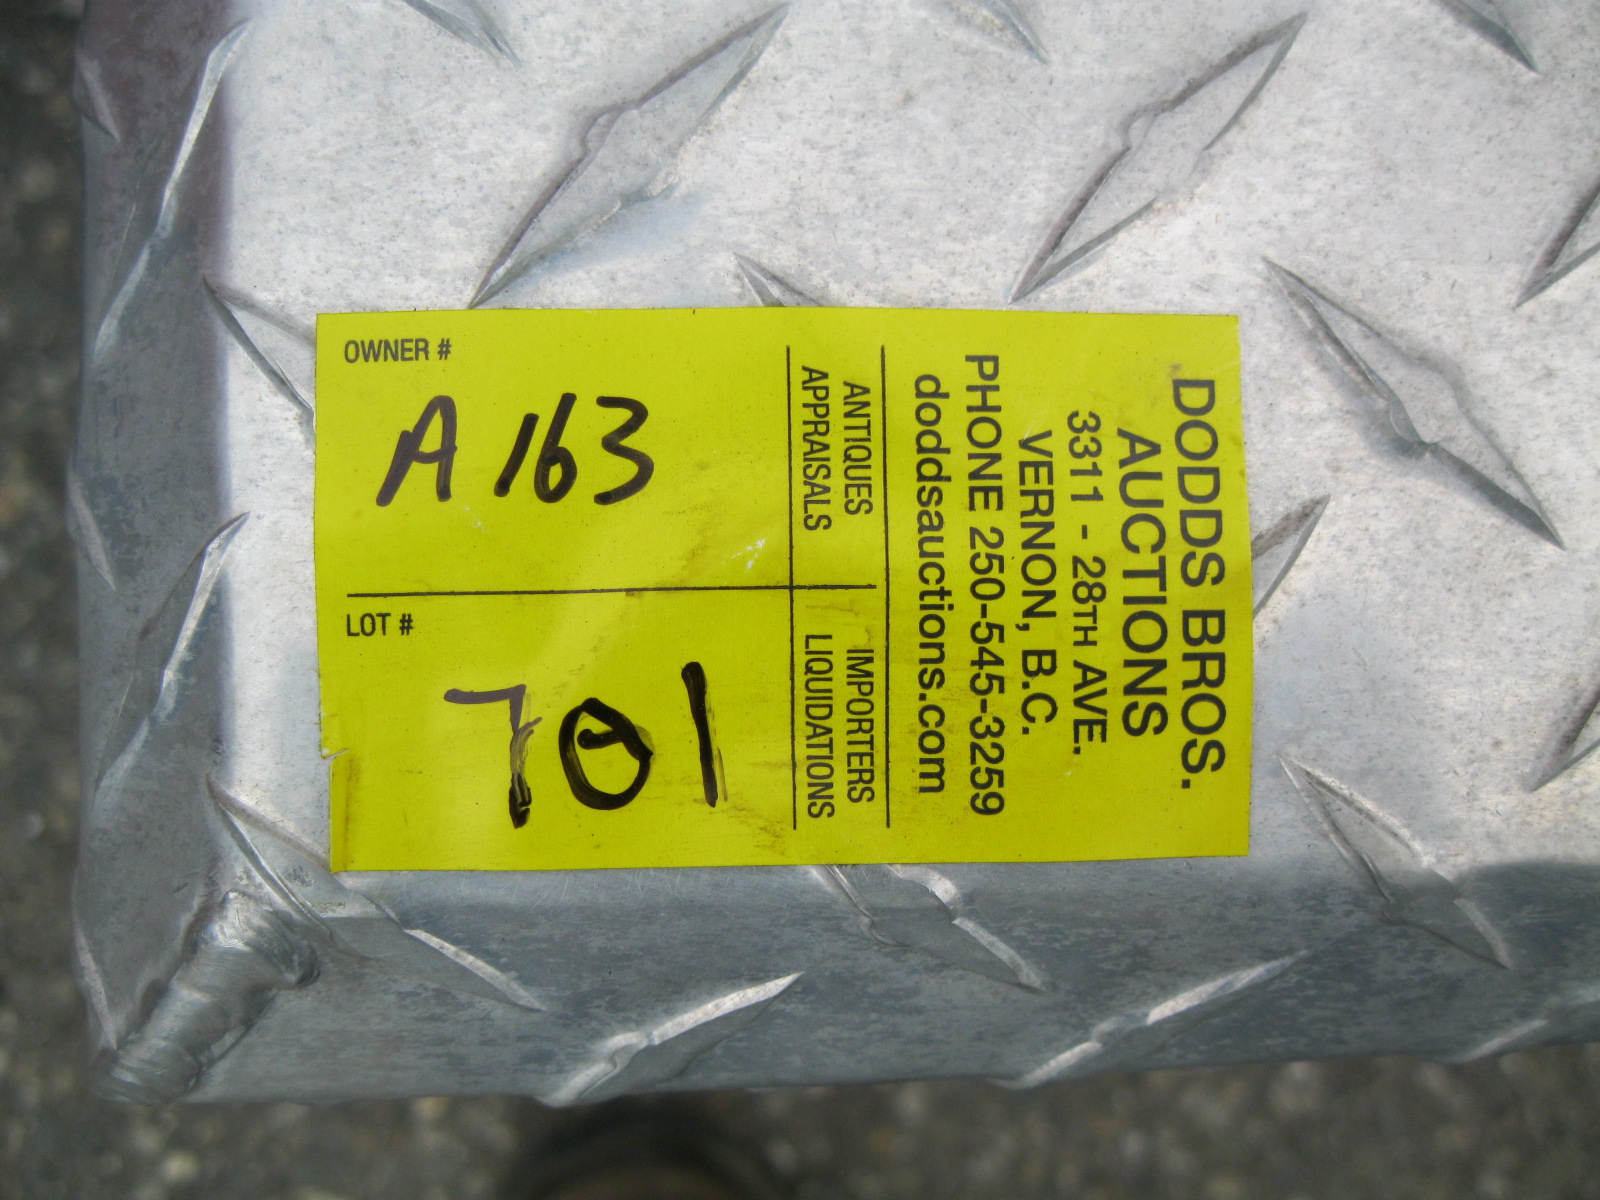 DODDS BROS.
AUCTIONS
3311 - 28TH AVE.
VERNON, B.C.
PHONE 250-545-3259
doddsauctions.com
ANTIQUES IMPORTERS
APPRAISALS LIQUIDATIONS
OWNER #
A 163
LOT #
701